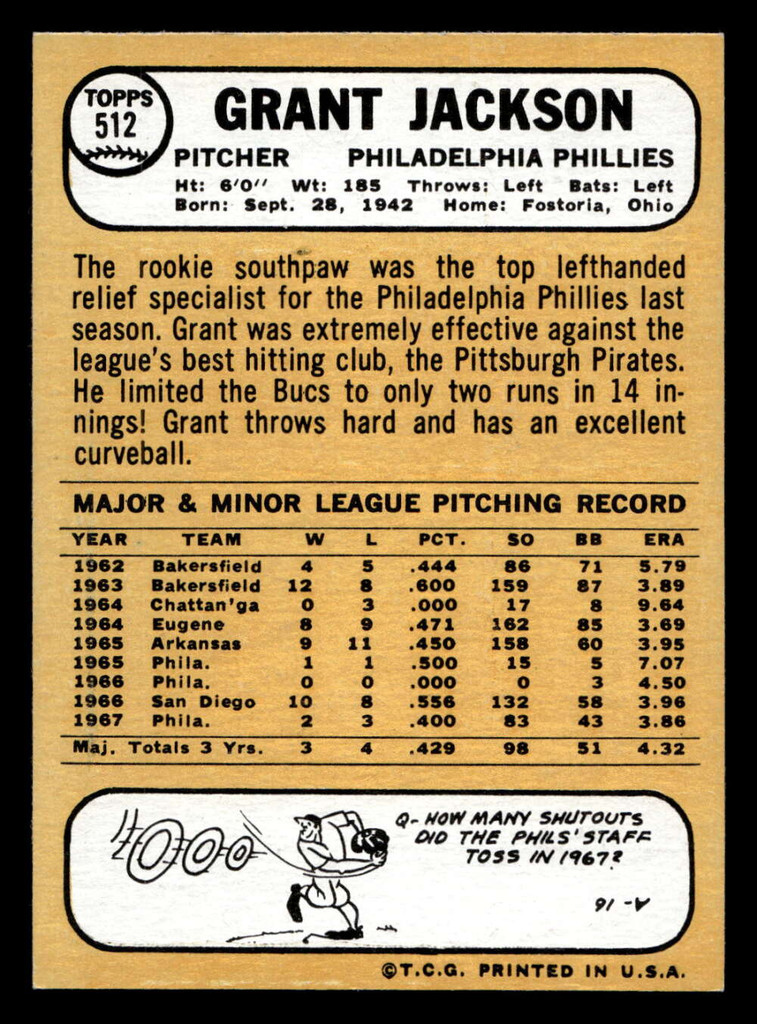 TOPPS
512
GRANT JACKSON
PITCHER PHILADELPHIA PHILLIES
Ht: 6'0" Wt: 185 Throws: Left Bats: Left
Born: Sept. 28, 1942 Home: Fostoria, Ohio
The rookie southpaw was the top lefthanded
relief specialist for the Philadelphia Phillies last
season. Grant was extremely effective against the
league's best hitting club, the Pittsburgh Pirates.
He limited the Bucs to only two runs in 14 in-
nings! Grant throws hard and has an excellent
curveball.
MAJOR & MINOR LEAGUE PITCHING RECORD
YEAR TEAM W L PCT. SO BB ERA
1962 Bakersfield 4 5 .444 86 71 5.79
1963 Bakersfield 12 8 .600 159 87 3.89
1964 Chattan'ga 0 3 .000 17 8 9.64
1964 Eugene 8 9 .471 162 85 3.69
1965 Arkansas 9 11 .450 158 60 3.95
1965 Phila. 1 1 .500 15 5 7.07
1966 Phila. 0 0 .000 0 3 4.50
1966 San Diego 10 8 .556 132 58 3.96
1967 Phila. 2 3 .400 83 43 3.86
Maj. Totals 3 Yrs. 3 4 .429 98 51 4.32
000
Q- HOW MANY SHUTOUTS
DID THE PHILS' STAFF
TOSS IN 1967?
A- 16
©T.C.G. PRINTED IN U.S.A.